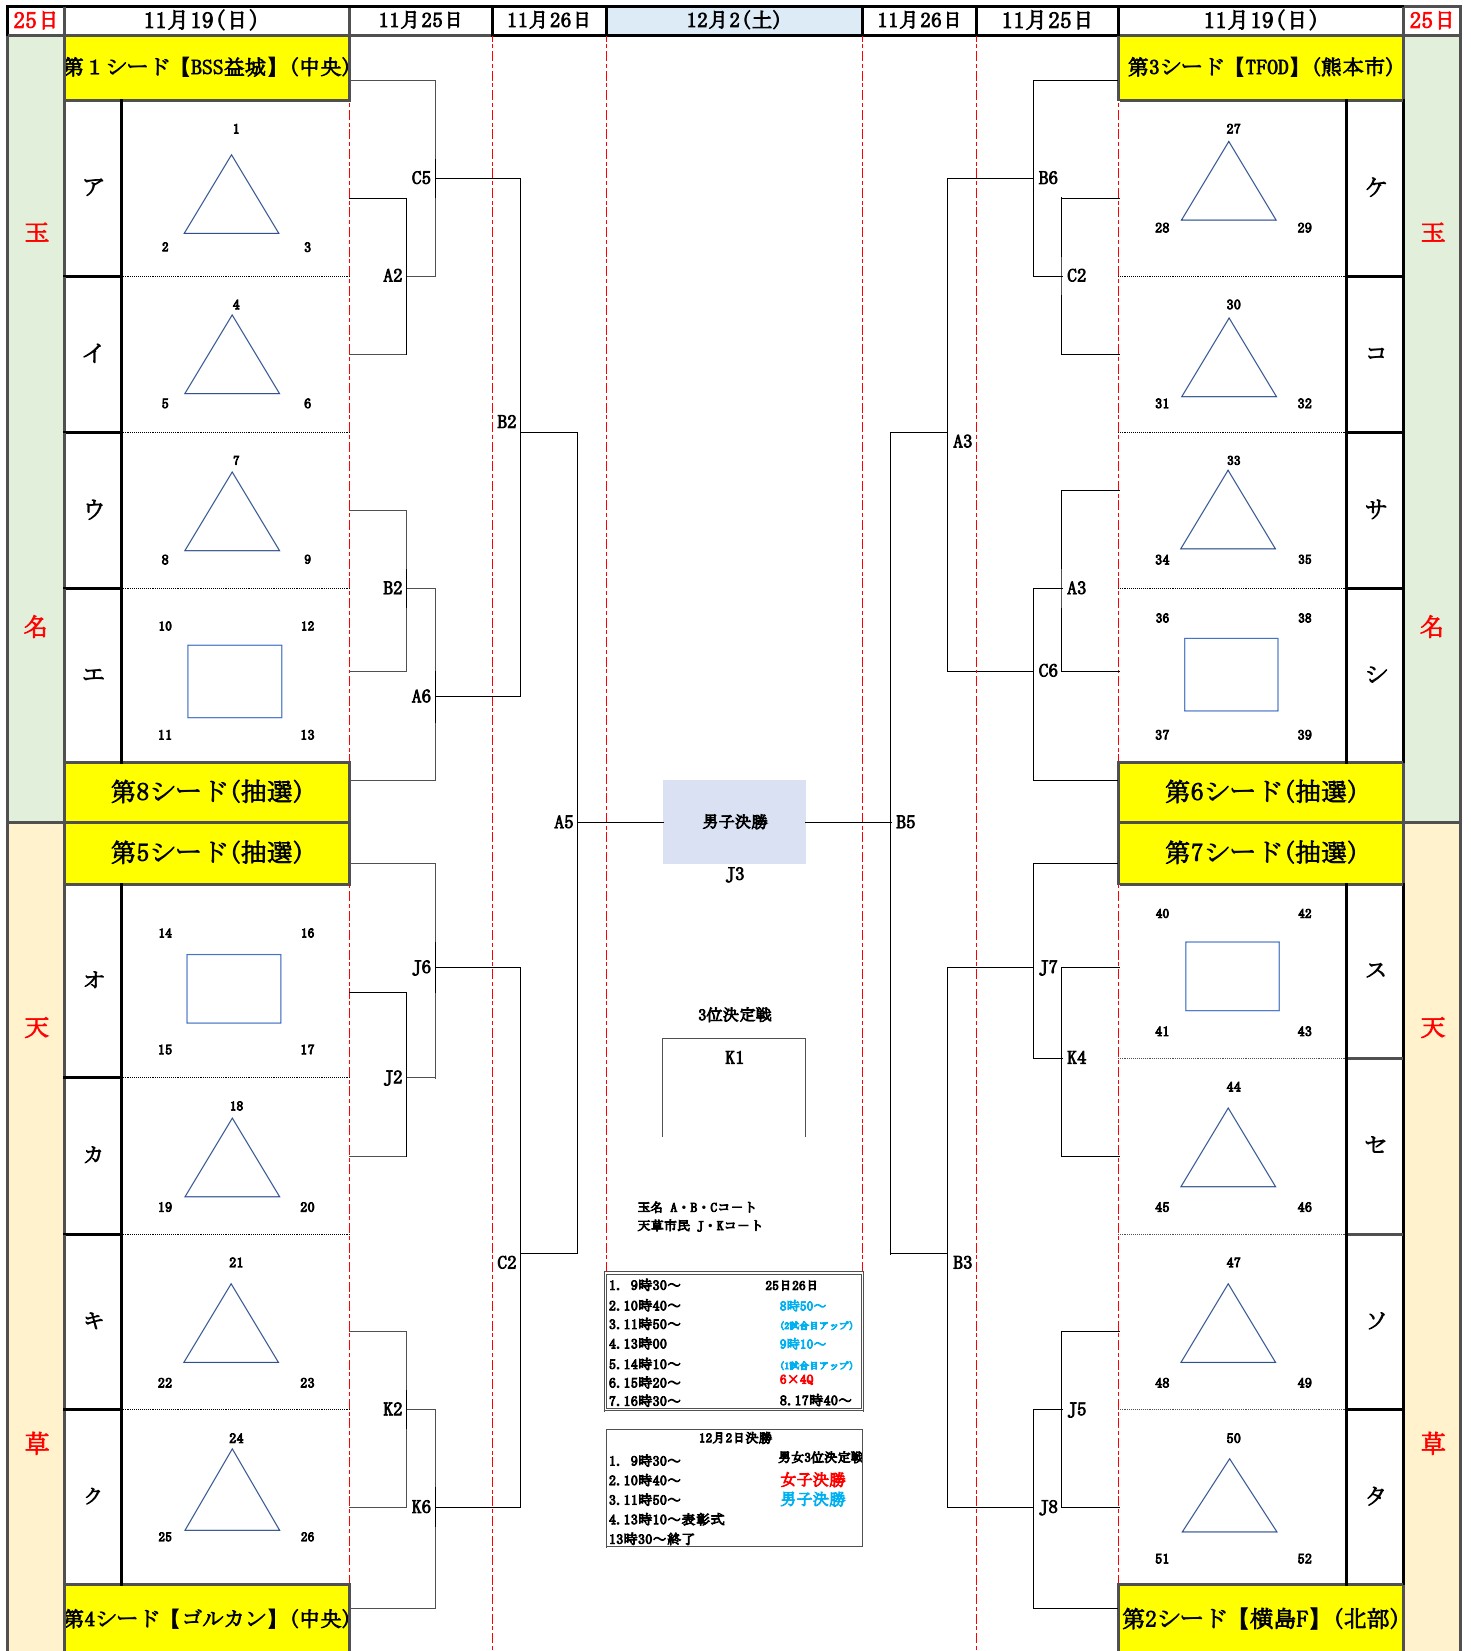 25日 11月19(日) 11月25日 11月26日 12月2(土) 11月26日 11月25日 11月19(日) 25日
第１シード【BSS益城】(中央)
第3シード【TFOD】(熊本市)
玉
名
天
草
玉
名
天
草
ア
1
2 3
イ
4
5 6
ウ
7
8 9
エ
10 12
11 13
第8シード(抽選)
第5シード(抽選)
オ
14 16
15 17
カ
18
19 20
キ
21
22 23
ク
24
25 26
第4シード【ゴルカン】(中央)
C5
A2
B2
B2
A6
A5
J6
J2
C2
K2
K6
男子決勝
J3
3位決定戦
K1
玉名 A・B・Cコート
天草市民 J・Kコート
1. 9時30～ 25日26日
2.10時40～ 8時50～
3.11時50～ (2試合目アップ)
4.13時00 9時10～
5.14時10～ (1試合目アップ)
6.15時20～ 6×4Q
7.16時30～ 8.17時40～
12月2日決勝
1. 9時30～ 男女3位決定戦
2.10時40～ 女子決勝
3.11時50～ 男子決勝
4.13時10～表彰式
13時30～終了
B6
C2
A3
A3
C6
B5
J7
K4
B3
J5
J8
ケ
27
28 29
コ
30
31 32
サ
33
34 35
シ
36 38
37 39
第6シード(抽選)
第7シード(抽選)
ス
40 42
41 43
セ
44
45 46
ソ
47
48 49
タ
50
51 52
第2シード【横島F】(北部)